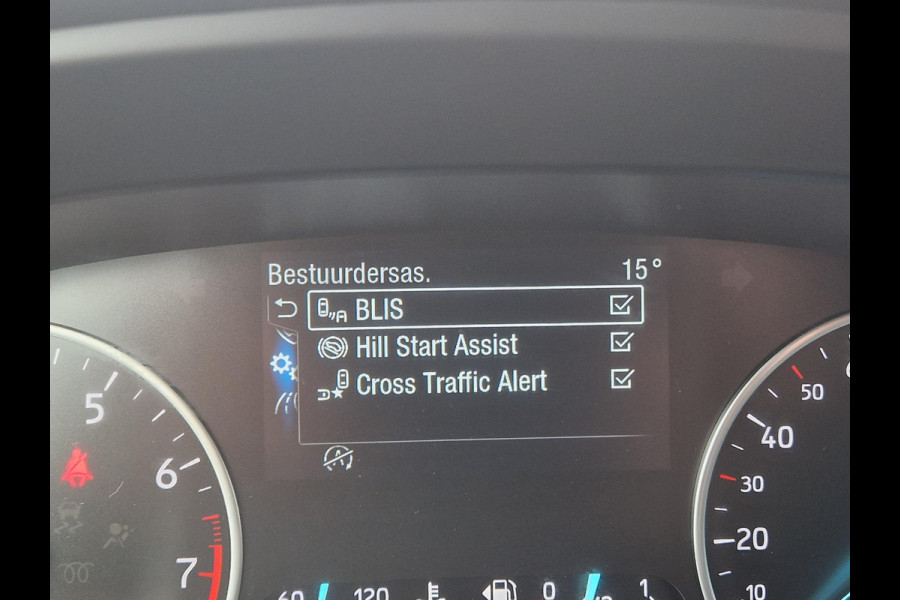 Bestuurdersas. 15°
BLIS
Hill Start Assist
Cross Traffic Alert
5
6
7
50
40
30
20
10
60 120
0 1